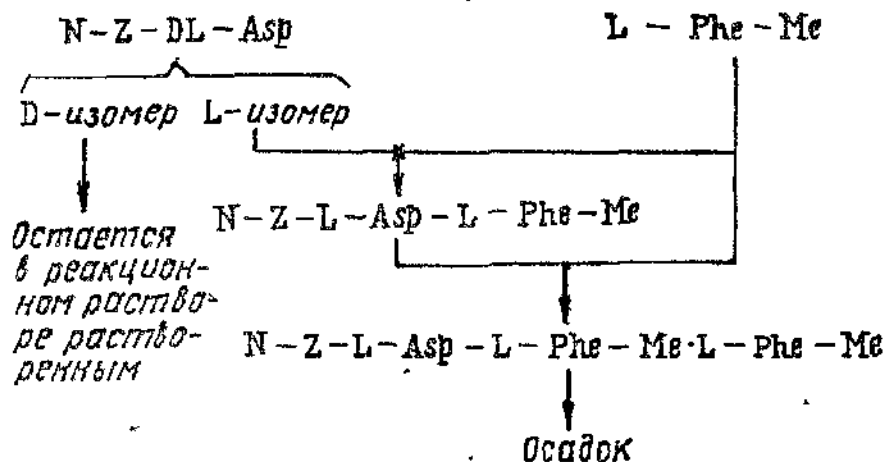 N-Z-DL-Asp
L - Phe-Me
D-изомер L-изомер
N-Z-L-Asp-L-Phe-Me
Остается
в реакцион-
ном раство-
ре раство-
ренным
N-Z-L-Asp-L-Phe-Me·L-Phe-Me
Осадок